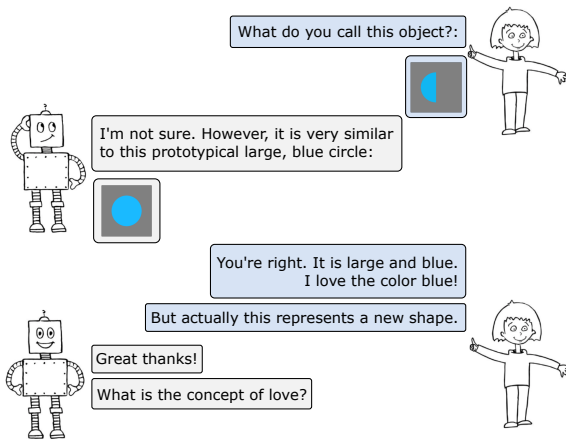 What do you call this object?:
?
I'm not sure. However, it is very similar
to this prototypical large, blue circle:
You're right. It is large and blue.
I love the color blue!
But actually this represents a new shape.
?
Great thanks!
What is the concept of love?